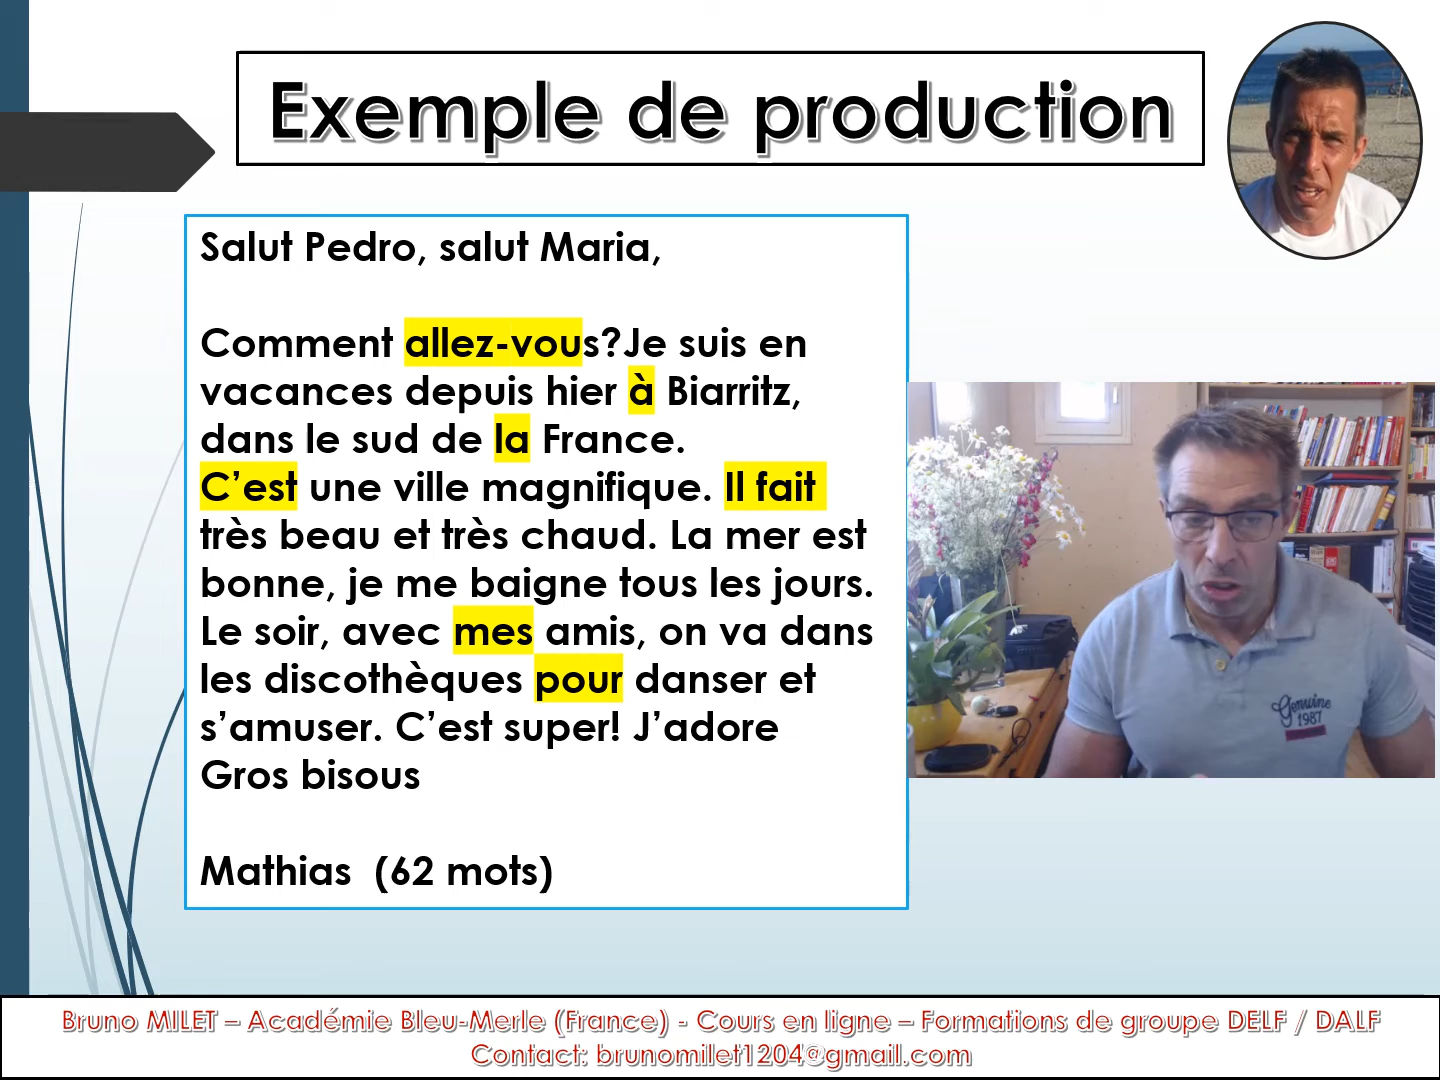 Exemple de production
Salut Pedro, salut Maria,
Comment allez-vous?Je suis en
vacances depuis hier à Biarritz,
dans le sud de la France.
C’est une ville magnifique. Il fait
très beau et très chaud. La mer est
bonne, je me baigne tous les jours.
Le soir, avec mes amis, on va dans
les discothèques pour danser et
s’amuser. C’est super! J’adore
Gros bisous
Mathias (62 mots)
Genuine
1987
Bruno MILET – Académie Bleu-Merle (France) - Cours en ligne – Formations de groupe DELF / DALF
Contact: brunomilet1204@gmail.com